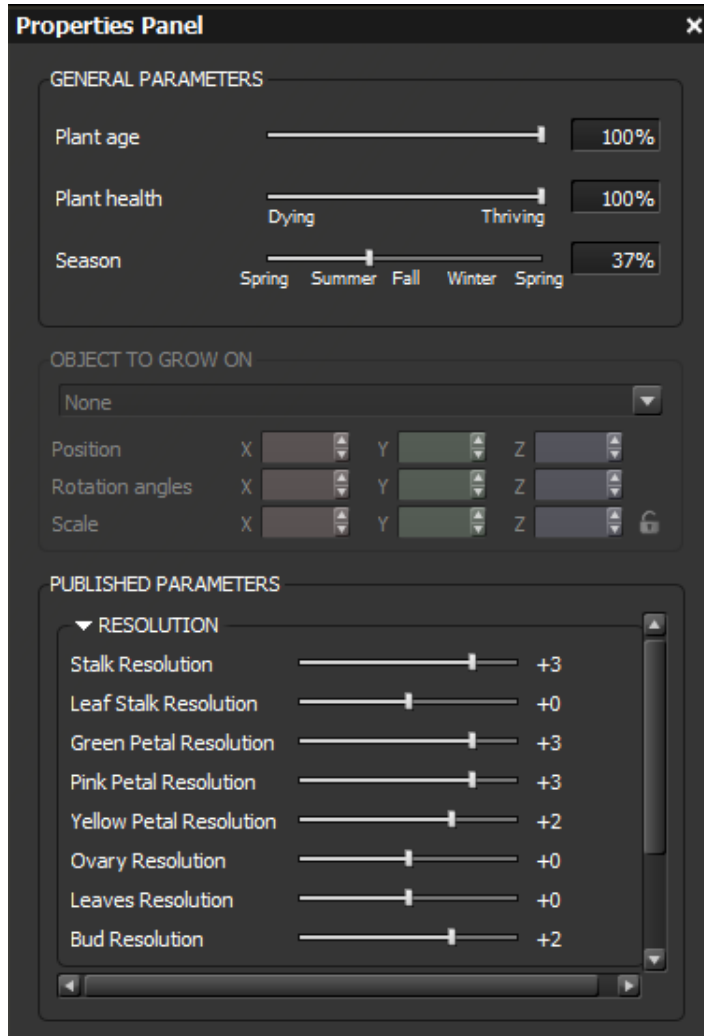 Properties Panel
GENERAL PARAMETERS
Plant age 100%
Plant health 100%
Dying Thriving
Season 37%
Spring Summer Fall Winter Spring
OBJECT TO GROW ON
None
Position X Y Z
Rotation angles X Y Z
Scale X Y Z
PUBLISHED PARAMETERS
RESOLUTION
Stalk Resolution +3
Leaf Stalk Resolution +0
Green Petal Resolution +3
Pink Petal Resolution +3
Yellow Petal Resolution +2
Ovary Resolution +0
Leaves Resolution +0
Bud Resolution +2